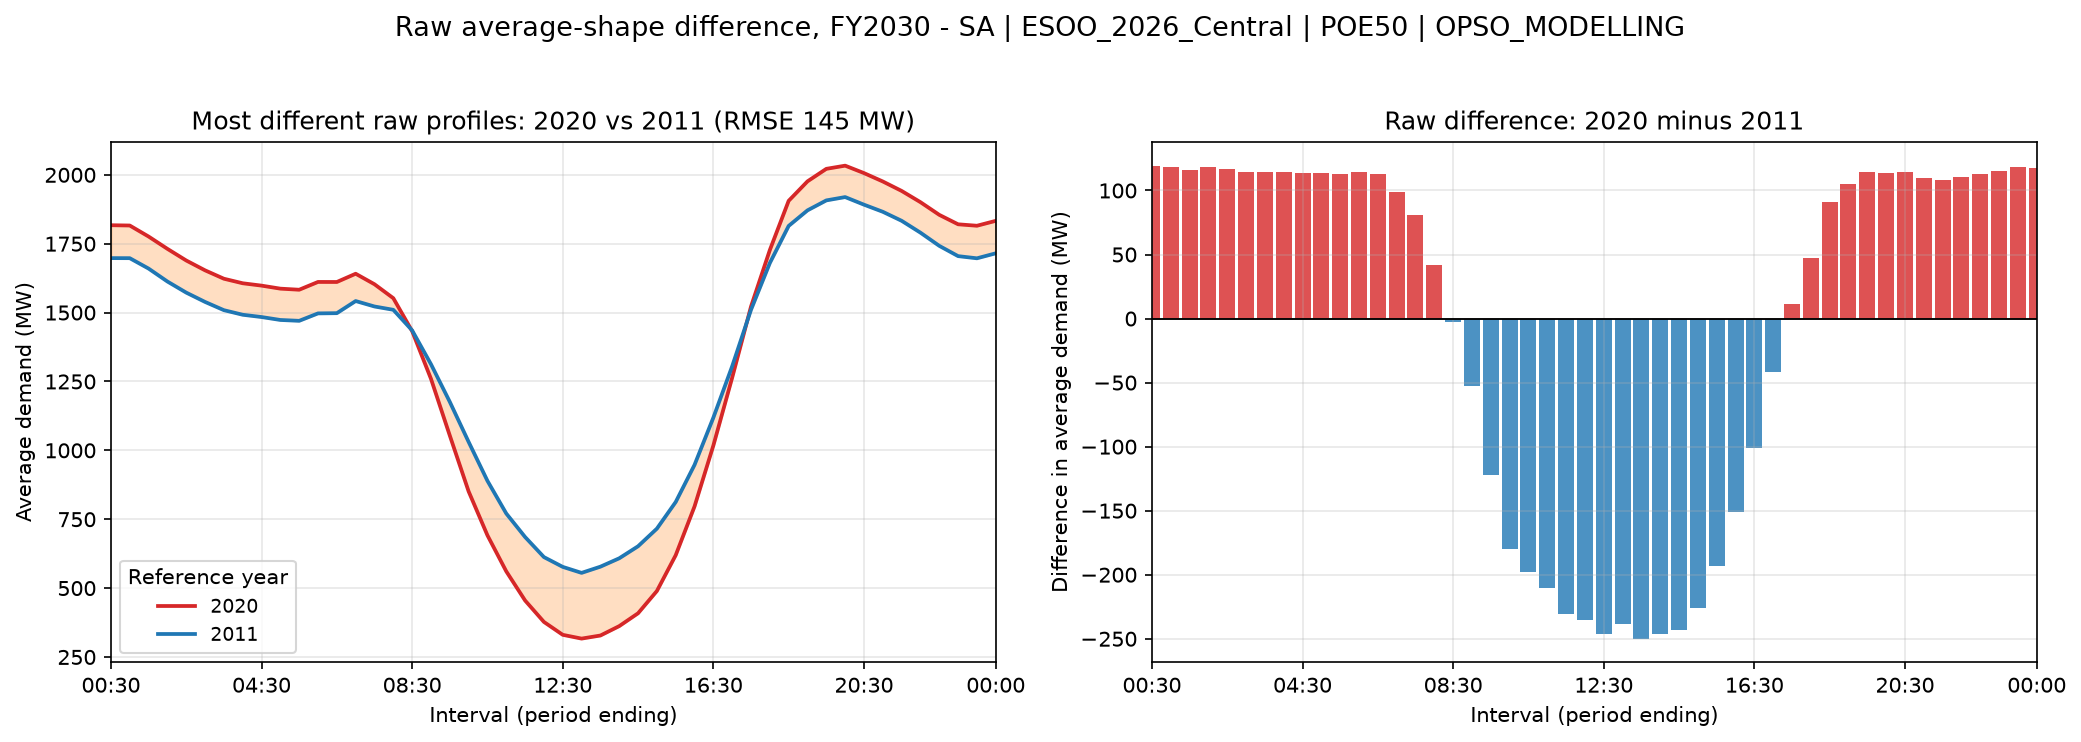 Raw average-shape difference, FY2030 - SA | ESOO_2026_Central | POE50 | OPSO_MODELLING
Most different raw profiles: 2020 vs 2011 (RMSE 145 MW)
Average demand (MW)
2000
1750
1500
1250
1000
750
500
250
Reference year
2020
2011
00:30 04:30 08:30 12:30 16:30 20:30 00:00
Interval (period ending)
Raw difference: 2020 minus 2011
Difference in average demand (MW)
100
50
0
−50
−100
−150
−200
−250
00:30 04:30 08:30 12:30 16:30 20:30 00:00
Interval (period ending)